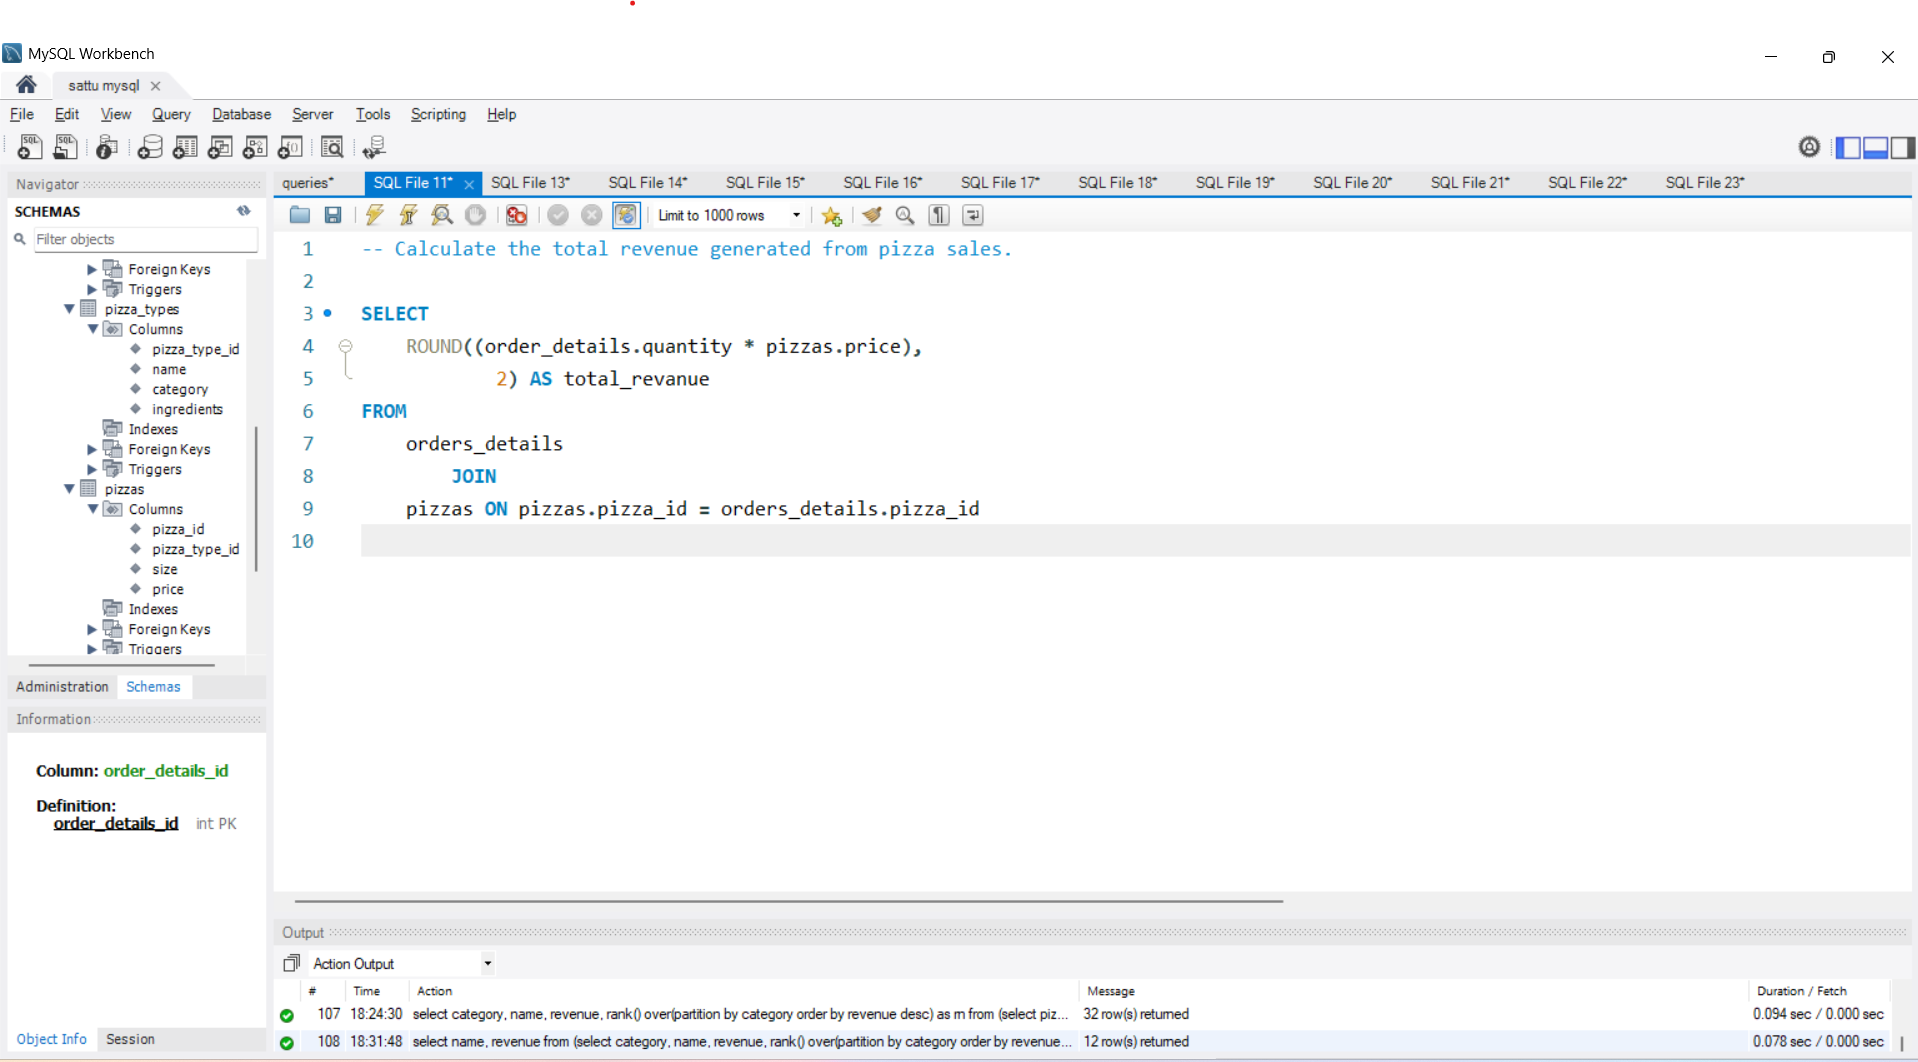 MySQL Workbench
sattu mysql
File Edit View Query Database Server Tools Scripting Help
Navigator
SCHEMAS
Filter objects
Foreign Keys
Triggers
pizza_types
Columns
pizza_type_id
name
category
ingredients
Indexes
Foreign Keys
Triggers
pizzas
Columns
pizza_id
pizza_type_id
size
price
Indexes
Foreign Keys
Triggers
Administration Schemas
Information
Column: order_details_id
Definition:
order_details_id int PK
Object Info Session
queries* SQL File 11* SQL File 13* SQL File 14* SQL File 15* SQL File 16* SQL File 17* SQL File 18* SQL File 19* SQL File 20* SQL File 21* SQL File 22* SQL File 23*
Limit to 1000 rows
1 -- Calculate the total revenue generated from pizza sales.
2
3 SELECT
4 ROUND((order_details.quantity * pizzas.price),
5 2) AS total_revanue
6 FROM
7 orders_details
8 JOIN
9 pizzas ON pizzas.pizza_id = orders_details.pizza_id
10
Output
Action Output
# Time Action Message Duration / Fetch
107 18:24:30 select category, name, revenue, rank() over(partition by category order by revenue desc) as rn from (select piz... 32 row(s) returned 0.094 sec / 0.000 sec
108 18:31:48 select name, revenue from (select category, name, revenue, rank() over(partition by category order by revenue... 12 row(s) returned 0.078 sec / 0.000 sec